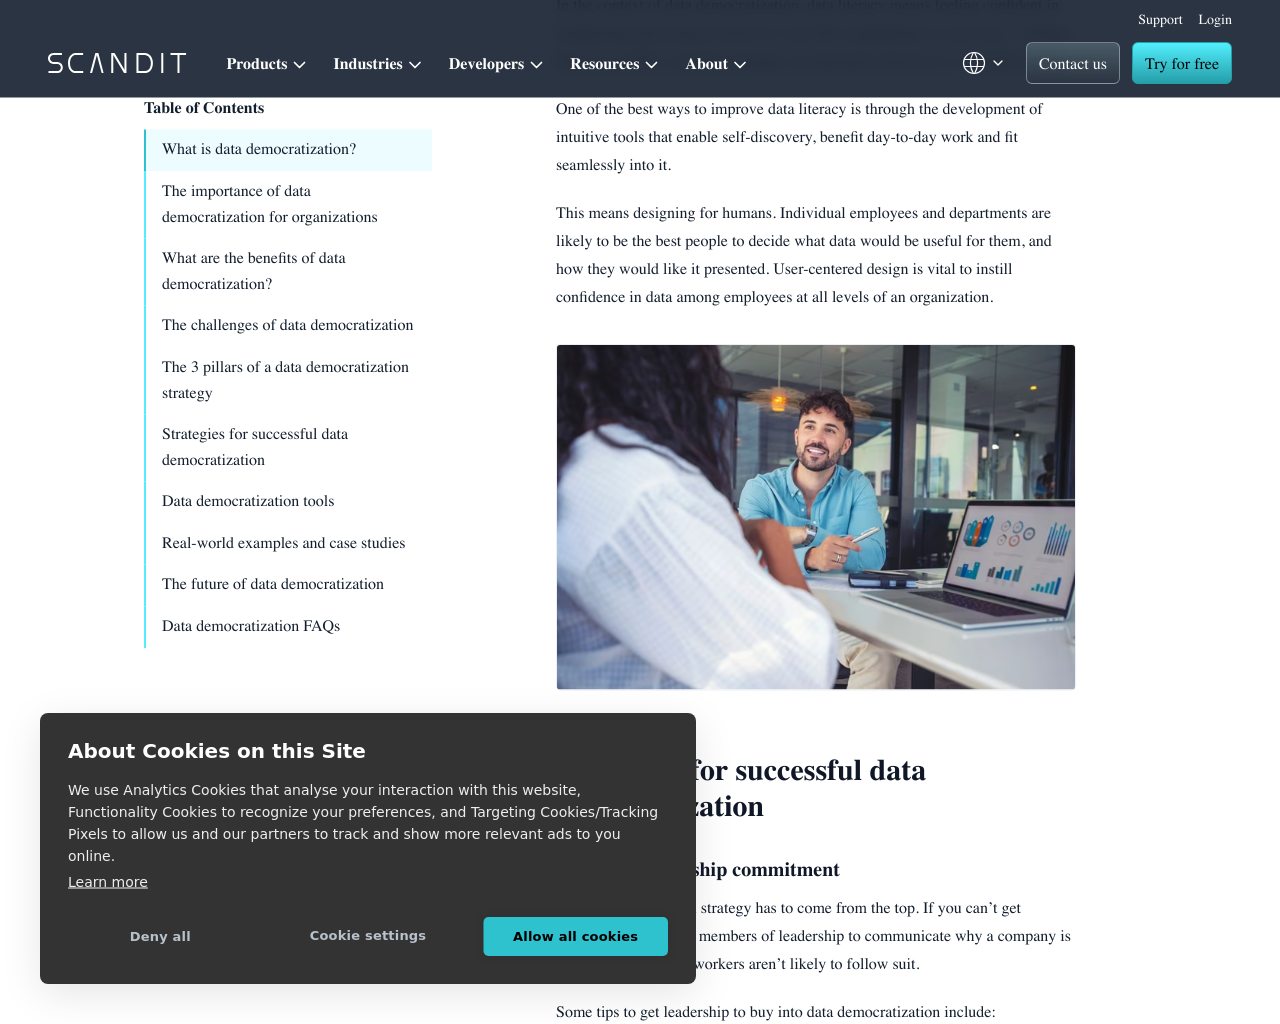 Support Login
SCANDIT Products Industries Developers Resources About Contact us Try for free
Table of Contents
What is data democratization?
The importance of data
democratization for organizations
What are the benefits of data
democratization?
The challenges of data democratization
The 3 pillars of a data democratization
strategy
Strategies for successful data
democratization
Data democratization tools
Real-world examples and case studies
The future of data democratization
Data democratization FAQs
One of the best ways to improve data literacy is through the development of
intuitive tools that enable self-discovery, benefit day-to-day work and fit
seamlessly into it.
This means designing for humans. Individual employees and departments are
likely to be the best people to decide what data would be useful for them, and
how they would like it presented. User-centered design is vital to instill
confidence in data among employees at all levels of an organization.
for successful data
zation
ship commitment
strategy has to come from the top. If you can’t get
members of leadership to communicate why a company is
workers aren’t likely to follow suit.
Some tips to get leadership to buy into data democratization include:
About Cookies on this Site
We use Analytics Cookies that analyse your interaction with this website,
Functionality Cookies to recognize your preferences, and Targeting Cookies/Tracking
Pixels to allow us and our partners to track and show more relevant ads to you
online.
Learn more
Deny all Cookie settings Allow all cookies